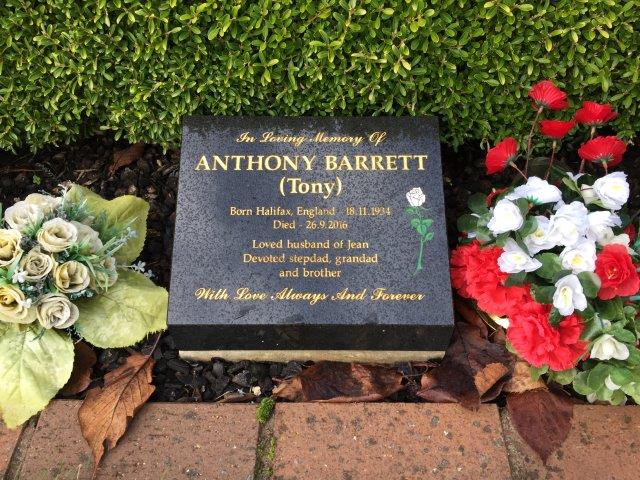 In Loving Memory Of
ANTHONY BARRETT
(Tony)
Born Halifax, England - 18.11.1934
Died - 26.9.2016
Loved husband of Jean
Devoted stepdad, grandad
and brother
With Love Always And Forever